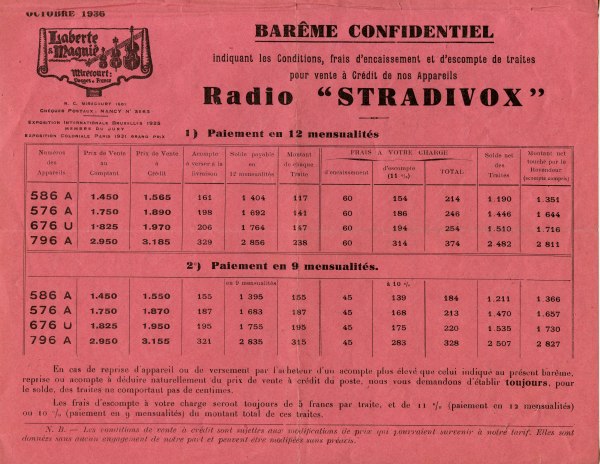 OCTOBRE 1936
Laberte
& Magnié
Mirecourt:
Vosges & France
R. C. MIRECOURT 1501
CHÈQUES POSTAUX: NANCY N° 3063
EXPOSITION INTERNATIONALE BRUXELLES 1935
MEMBRE DU JURY
EXPOSITION COLONIALE PARIS 1931 GRAND PRIX
BARÊME CONFIDENTIEL
indiquant les Conditions, frais d'encaissement et d'escompte de traites
pour vente à Crédit de nos Appareils
Radio "STRADIVOX"
1) Paiement en 12 mensualités
Numéros des Appareils | Prix de Vente au Comptant | Prix de Vente à Crédit | Acompte à verser à la livraison | Solde payable en 12 mensualités | Montant de chaque Traite | FRAIS A VOTRE CHARGE d'encaissement | d'escompte (11 %) | TOTAL | Solde net des Traites | Montant net touché par le Revendeur (acompte compris)
586 A 1.450 1.565 161 1 404 117 60 154 214 1.190 1.351
576 A 1.750 1.890 198 1 692 141 60 186 246 1.446 1 644
676 U 1.825 1.970 206 1 764 147 60 194 254 1.510 1.716
796 A 2.950 3.185 329 2 856 238 60 314 374 2 482 2 811
2°) Paiement en 9 mensualités.
en 9 mensualités à 10 %
586 A 1.450 1.550 155 1 395 155 45 139 184 1.211 1.366
576 A 1.750 1.870 187 1 683 187 45 168 213 1.470 1.657
676 U 1.825 1.950 195 1 755 195 45 175 220 1.535 1 730
796 A 2.950 3.155 320 2 835 315 45 283 328 2 507 2 827
En cas de reprise d'appareil ou de versement par l'acheteur d'un acompte plus élevé que celui indiqué au présent barême,
reprise ou acompte à déduire naturellement du prix de vente à crédit du poste, nous vous demandons d'établir toujours, pour
le solde, des traites ne comportant pas de centimes.
Les frais d'escompte à votre charge seront toujours de 5 francs par traite, et de 11 % (paiement en 12 mensualités)
ou 10 % (paiement en 9 mensualités) du montant total de ces traites.
N. B. — Les conditions de vente à crédit sont sujettes aux modifications de prix qui pourraient survenir à notre tarif. Elles sont
données sans aucun engagement de notre part et peuvent être modifiées sans préavis.